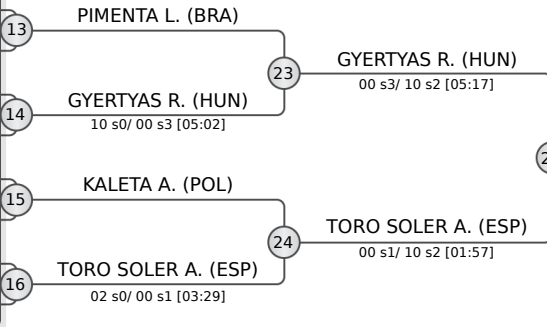 PIMENTA L. (BRA)
13
23
GYERTYAS R. (HUN)
00 s3/ 10 s2 [05:17]
GYERTYAS R. (HUN)
14
10 s0/ 00 s3 [05:02]
KALETA A. (POL)
15
24
TORO SOLER A. (ESP)
00 s1/ 10 s2 [01:57]
TORO SOLER A. (ESP)
16
02 s0/ 00 s1 [03:29]